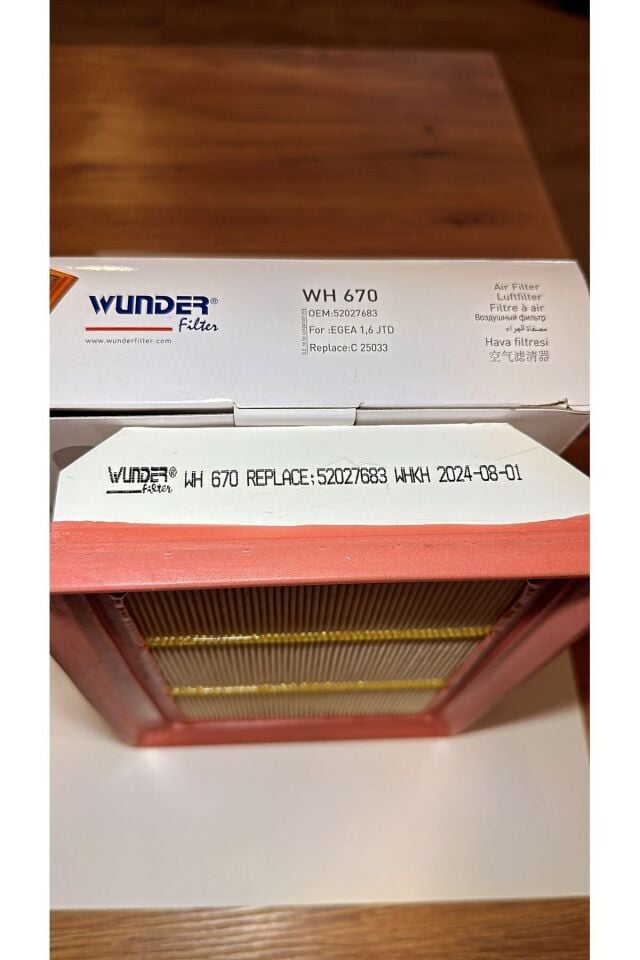 WUNDER®
Filter
www.wunderfilter.com
WH 670
OEM:52027683
For :EGEA 1,6 JTD
Replace:C 25033
Air Filter
Luftfilter
Filtre à air
Воздушный фильтр
مصفاة الهواء
Hava filtresi
空气滤清器
WUNDER®
Filter
WH 670 REPLACE:52027683 WHKH 2024-08-01